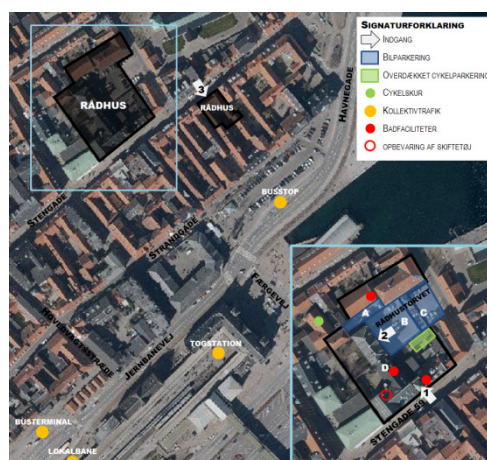 SIGNATURFORKLARING
INDGANG
BILPARKERING
OVERDÆKKET CYKELPARKERING
CYKELSKUR
KOLLEKTIVTRAFIK
BADFACILITETER
OPBEVARING AF SKIFTETØJ
RÅDHUS
3
RÅDHUS
HAVNEGADE
STENGADE
BUSSTOP
STRANDGADE
FÆRGEVEJ
JERNBANEVEJ
TOGSTATION
BUSTERMINAL
LOKALBANE
RÅDHUSTORVET
A
B
C
2
D
1
STENGADE 59